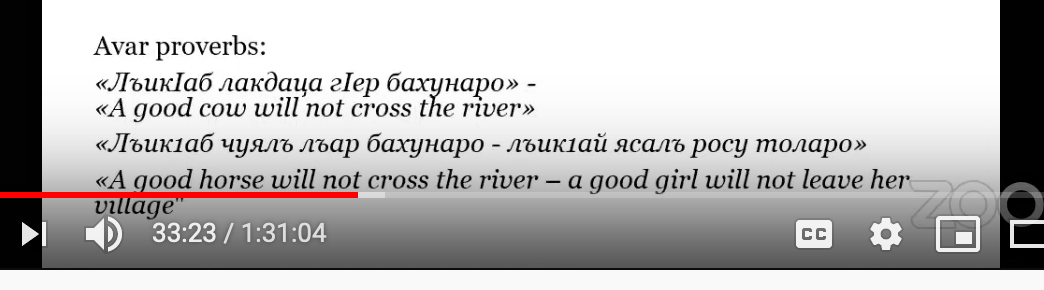 Avar proverbs:
«ЛъикIаб лакдаца гIер бахунаро» -
«A good cow will not cross the river»
«Лъик1аб чуялъ лъар бахунаро - лъик1ай ясалъ росу толаро»
«A good horse will not cross the river – a good girl will not leave her
village"
33:23 / 1:31:04
CC